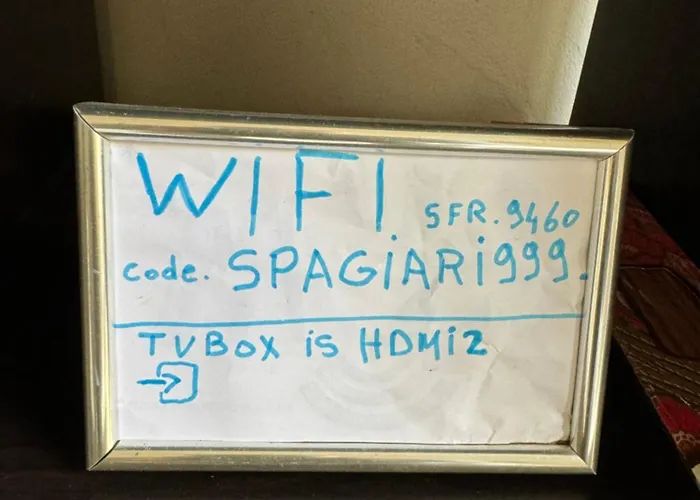 WIFI. SFR.9460
code. SPAGiARi999.
TVBOX is HDMi2